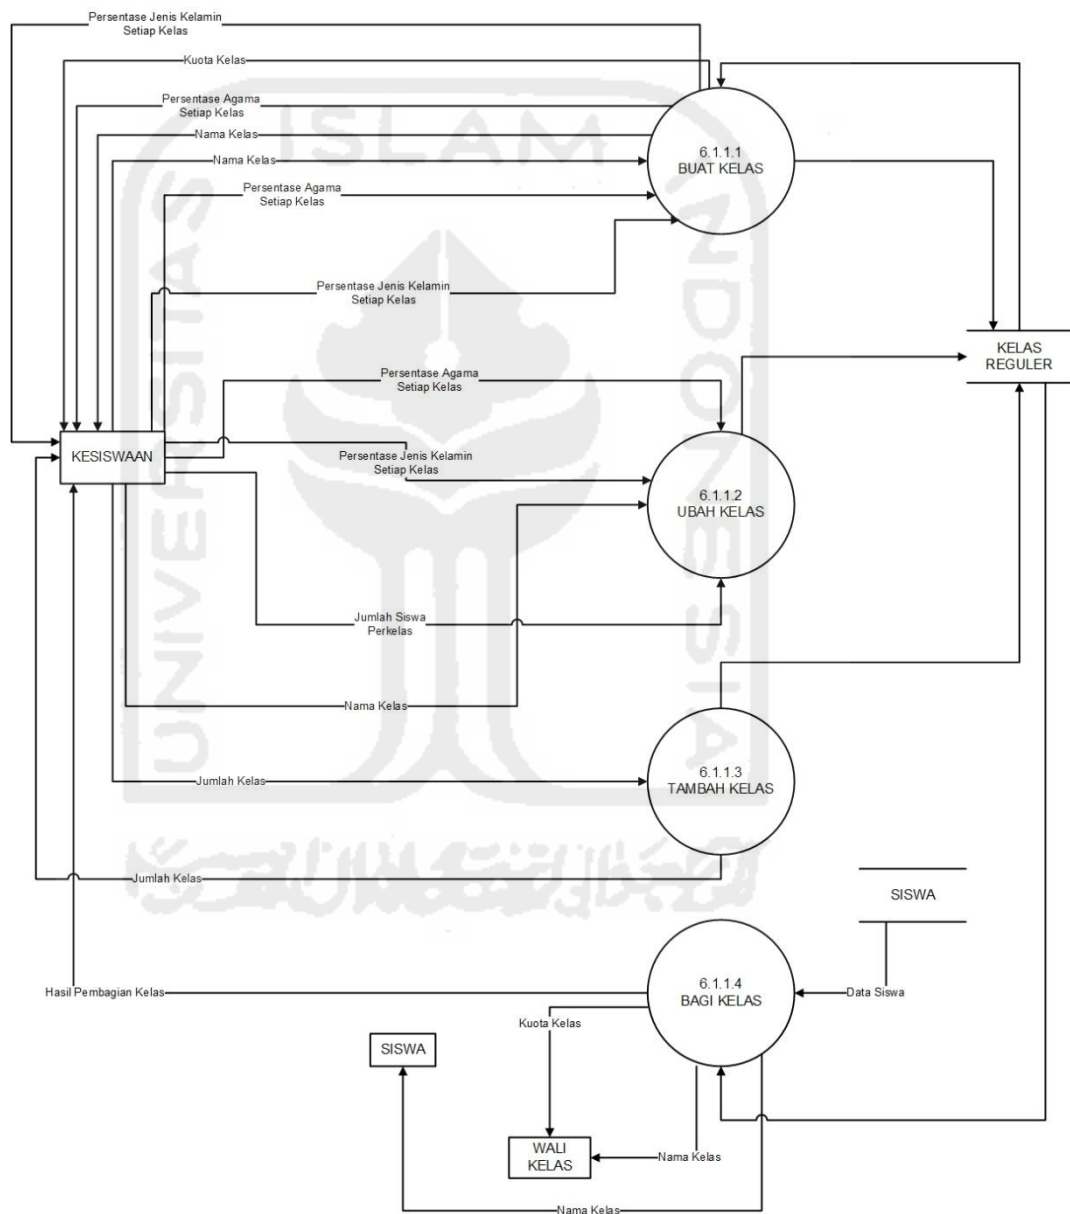 Persentase Jenis Kelamin
Setiap Kelas
Kuota Kelas
Persentase Agama
Setiap Kelas
Nama Kelas
Nama Kelas
Persentase Agama
Setiap Kelas
6.1.1.1
BUAT KELAS
Persentase Jenis Kelamin
Setiap Kelas
KELAS
REGULER
Persentase Agama
Setiap Kelas
KESISWAAN
Persentase Jenis Kelamin
Setiap Kelas
6.1.1.2
UBAH KELAS
Jumlah Siswa
Perkelas
Nama Kelas
6.1.1.3
TAMBAH KELAS
Jumlah Kelas
Jumlah Kelas
SISWA
Hasil Pembagian Kelas
6.1.1.4
BAGI KELAS
Data Siswa
Kuota Kelas
SISWA
WALI
KELAS
Nama Kelas
Nama Kelas
UNIVERSITAS
ISLAM
INDONESIA